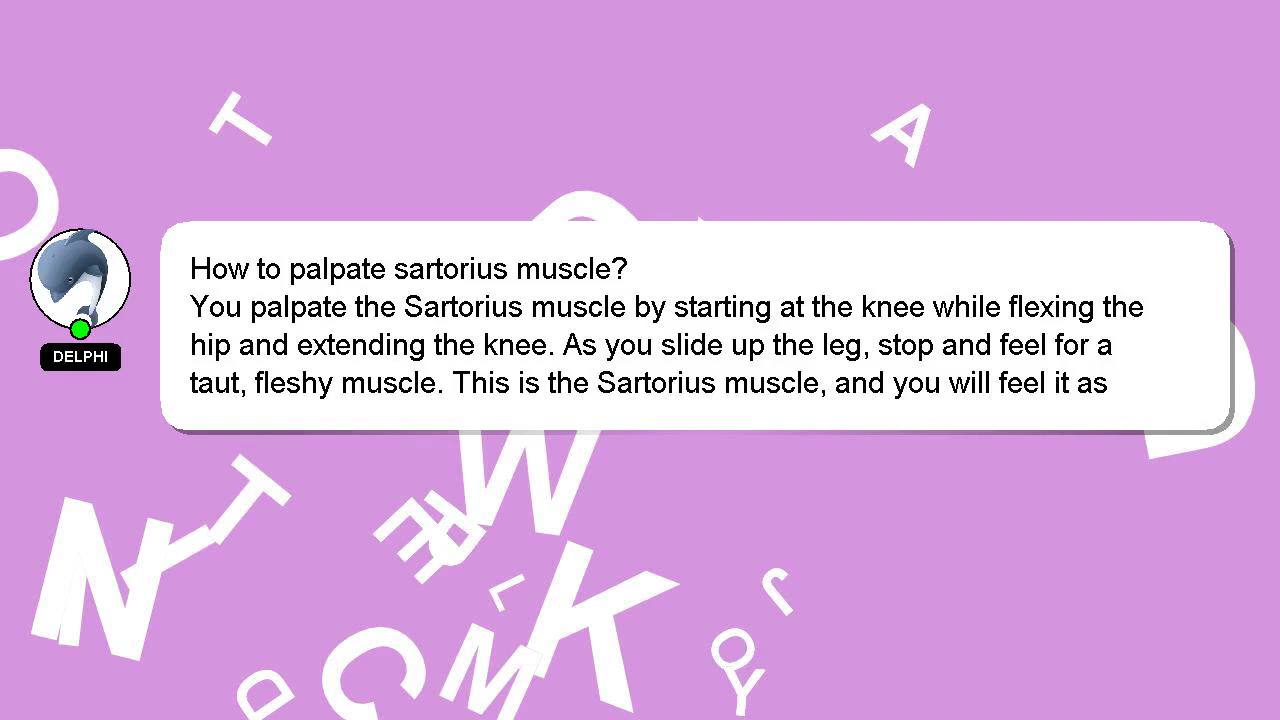 How to palpate sartorius muscle?
You palpate the Sartorius muscle by starting at the knee while flexing the
hip and extending the knee. As you slide up the leg, stop and feel for a
taut, fleshy muscle. This is the Sartorius muscle, and you will feel it as
DELPHI
T
A
O
D
W
N
Y
T
E
R
L
K
J
O
Y
M
C
D